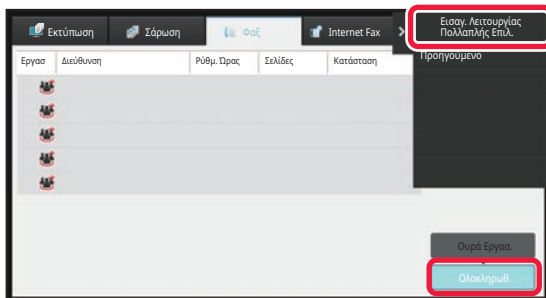 Εκτύπωση
Σάρωση
Φαξ
Internet Fax
Εισαγ. Λειτουργίας
Πολλαπλής Επιλ.
Προηγούμενο
Εργασ
Διεύθυνση
Ρύθμ. Ώρας
Σελίδες
Κατάσταση
Ουρά Εργασ.
Ολοκληρωθ.